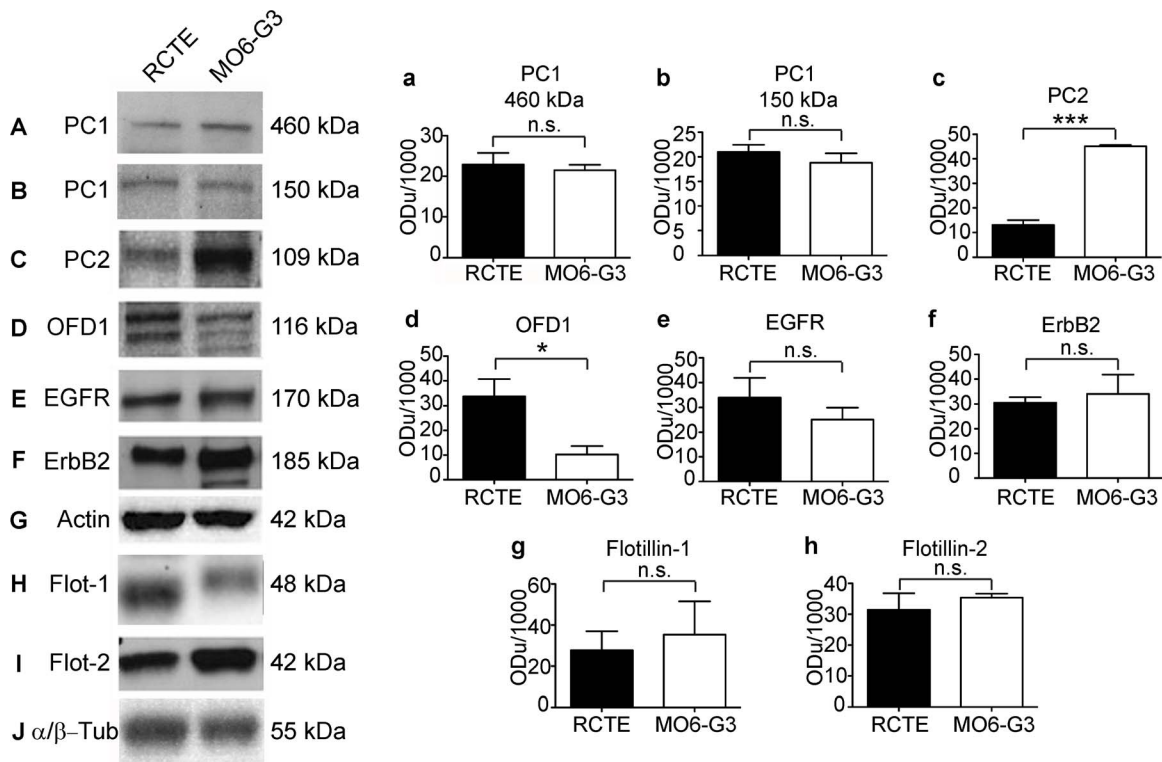 RCTE
MO6-G3
A PC1 460 kDa
B PC1 150 kDa
C PC2 109 kDa
D OFD1 116 kDa
E EGFR 170 kDa
F ErbB2 185 kDa
G Actin 42 kDa
H Flot-1 48 kDa
I Flot-2 42 kDa
J α/β–Tub 55 kDa
a
PC1
460 kDa
n.s.
ODu/1000
30
20
10
0
RCTE MO6-G3
b
PC1
150 kDa
n.s.
ODu/1000
25
20
15
10
5
0
RCTE MO6-G3
c
PC2
***
ODu/1000
50
40
30
20
10
0
RCTE MO6-G3
d
OFD1
*
ODu/1000
50
40
30
20
10
0
RCTE MO6-G3
e
EGFR
n.s.
ODu/1000
50
40
30
20
10
0
RCTE MO6-G3
f
ErbB2
n.s.
ODu/1000
50
40
30
20
10
0
RCTE MO6-G3
g
Flotillin-1
n.s.
ODu/1000
60
40
20
0
RCTE MO6-G3
h
Flotillin-2
n.s.
ODu/1000
40
30
20
10
0
RCTE MO6-G3